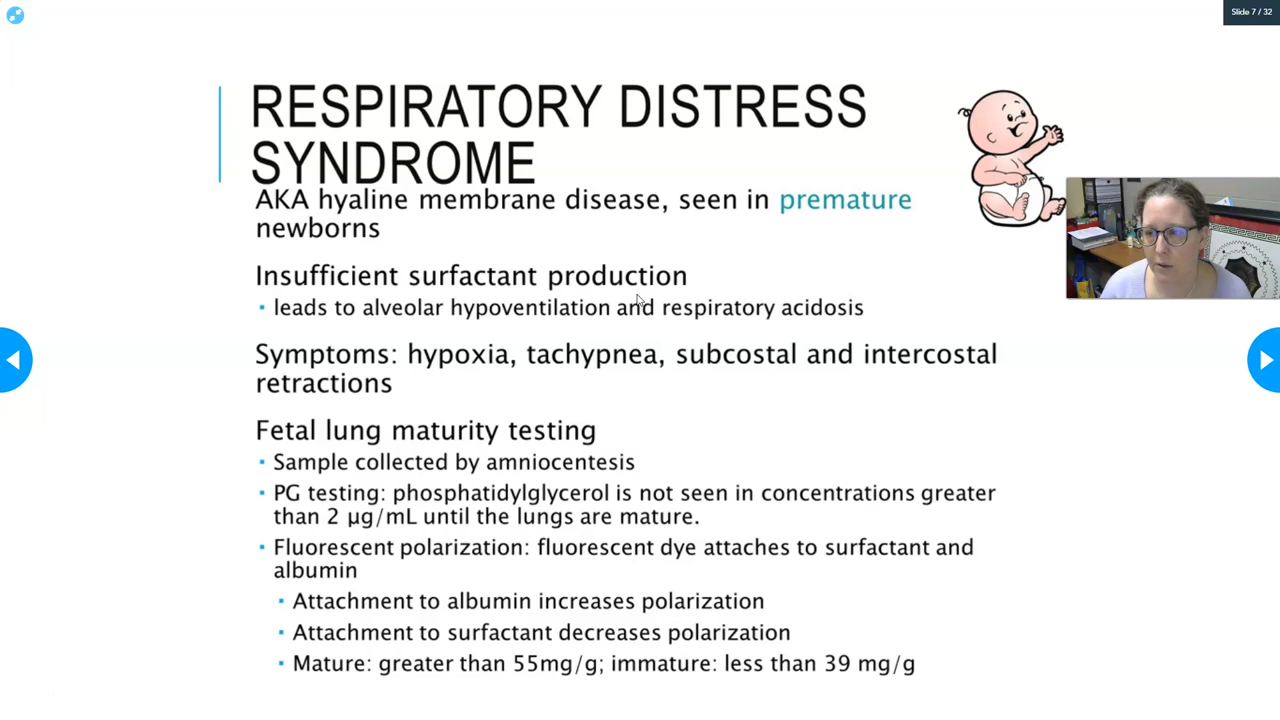 Slide 7 / 32
RESPIRATORY DISTRESS
SYNDROME
AKA hyaline membrane disease, seen in premature
newborns
Insufficient surfactant production
▪ leads to alveolar hypoventilation and respiratory acidosis
Symptoms: hypoxia, tachypnea, subcostal and intercostal
retractions
Fetal lung maturity testing
▪ Sample collected by amniocentesis
▪ PG testing: phosphatidylglycerol is not seen in concentrations greater
than 2 µg/mL until the lungs are mature.
▪ Fluorescent polarization: fluorescent dye attaches to surfactant and
albumin
▪ Attachment to albumin increases polarization
▪ Attachment to surfactant decreases polarization
▪ Mature: greater than 55mg/g; immature: less than 39 mg/g